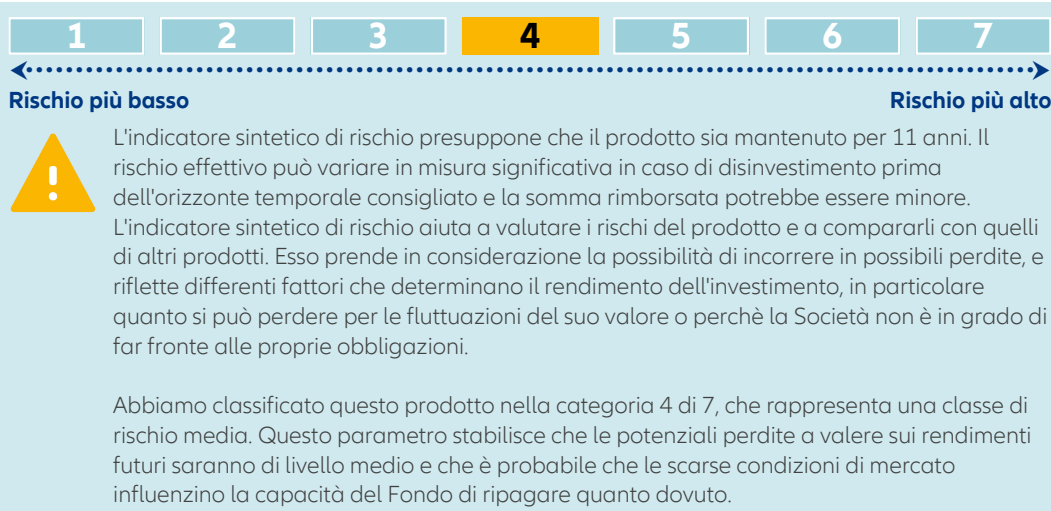 1 2 3 4 5 6 7
Rischio più basso Rischio più alto
L'indicatore sintetico di rischio presuppone che il prodotto sia mantenuto per 11 anni. Il
rischio effettivo può variare in misura significativa in caso di disinvestimento prima
dell'orizzonte temporale consigliato e la somma rimborsata potrebbe essere minore.
L'indicatore sintetico di rischio aiuta a valutare i rischi del prodotto e a compararli con quelli
di altri prodotti. Esso prende in considerazione la possibilità di incorrere in possibili perdite, e
riflette differenti fattori che determinano il rendimento dell'investimento, in particolare
quanto si può perdere per le fluttuazioni del suo valore o perchè la Società non è in grado di
far fronte alle proprie obbligazioni.
Abbiamo classificato questo prodotto nella categoria 4 di 7, che rappresenta una classe di
rischio media. Questo parametro stabilisce che le potenziali perdite a valere sui rendimenti
futuri saranno di livello medio e che è probabile che le scarse condizioni di mercato
influenzino la capacità del Fondo di ripagare quanto dovuto.